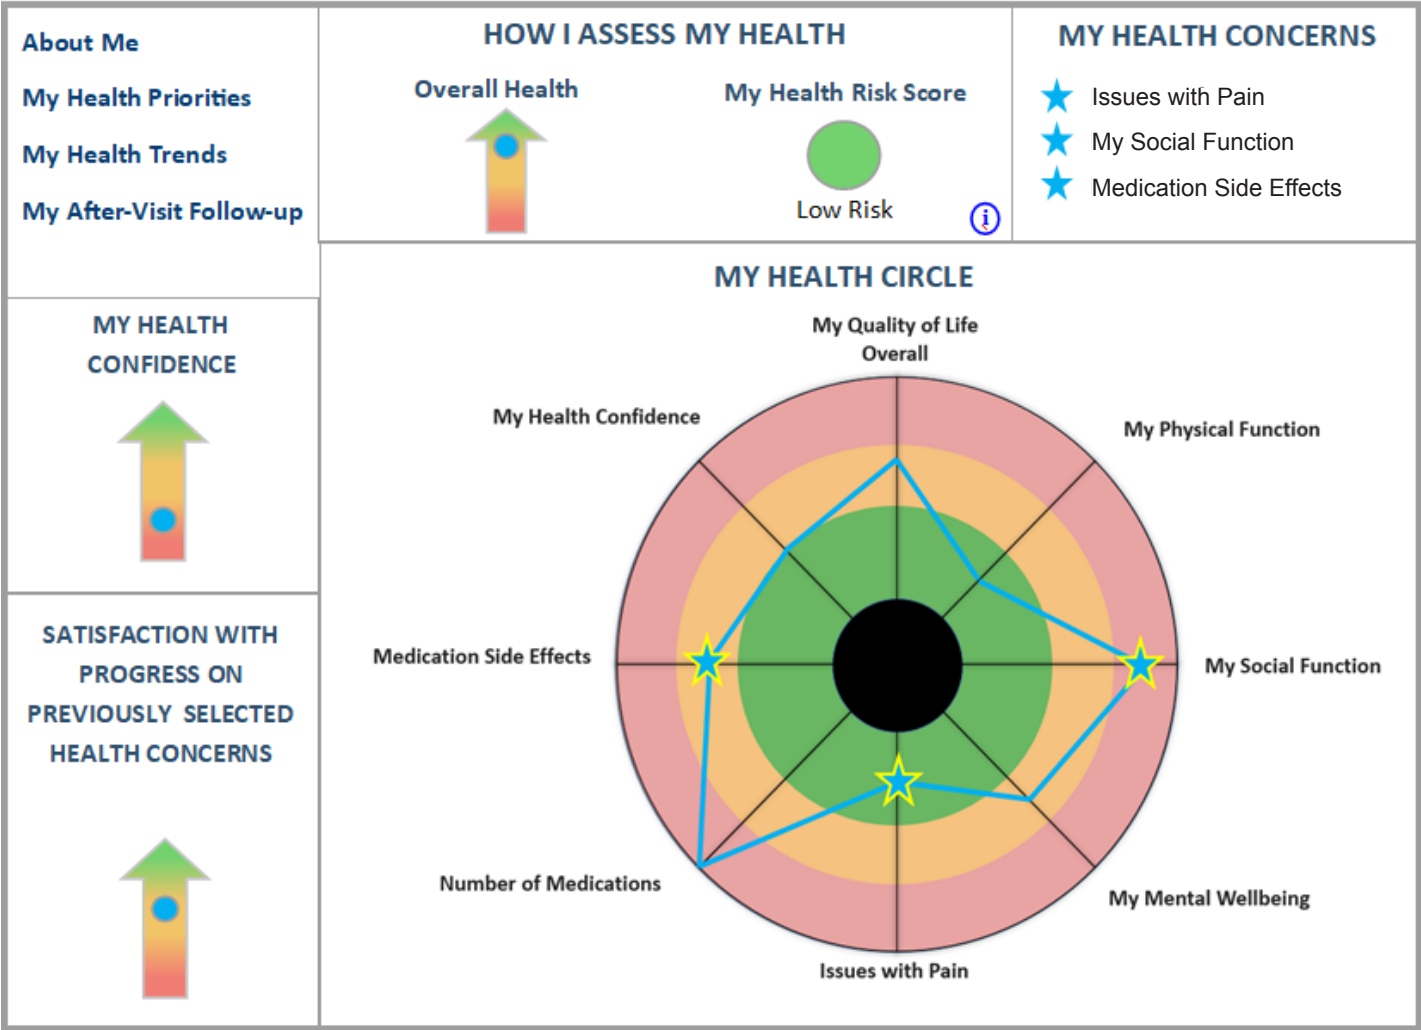 About Me
My Health Priorities
My Health Trends
My After-Visit Follow-up
HOW I ASSESS MY HEALTH
Overall Health
My Health Risk Score
Low Risk
i
MY HEALTH CONCERNS
Issues with Pain
My Social Function
Medication Side Effects
MY HEALTH
CONFIDENCE
SATISFACTION WITH
PROGRESS ON
PREVIOUSLY SELECTED
HEALTH CONCERNS
MY HEALTH CIRCLE
My Quality of Life
Overall
My Health Confidence
My Physical Function
Medication Side Effects
My Social Function
Number of Medications
My Mental Wellbeing
Issues with Pain